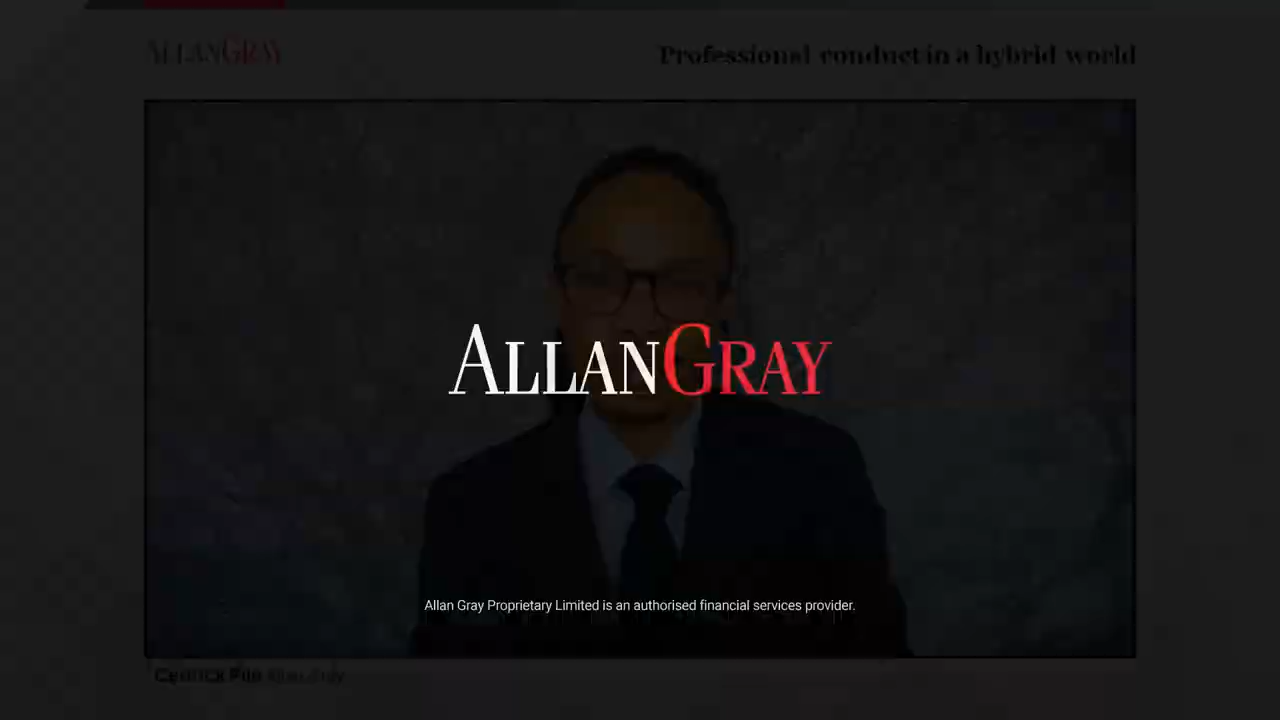 ALLANGRAY
Professional conduct in a hybrid world
ALLANGRAY
Allan Gray Proprietary Limited is an authorised financial services provider.